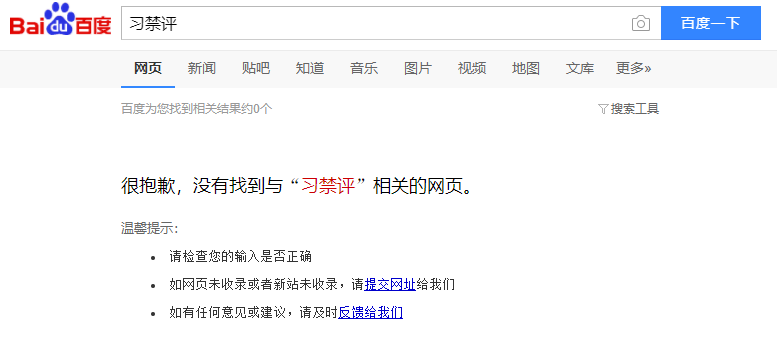 Bai du 百度 习禁评 百度一下
网页 新闻 贴吧 知道 音乐 图片 视频 地图 文库 更多»
百度为您找到相关结果约0个 搜索工具
很抱歉，没有找到与“习禁评”相关的网页。
温馨提示：
• 请检查您的输入是否正确
• 如网页未收录或者新站未收录，请提交网址给我们
• 如有任何意见或建议，请及时反馈给我们